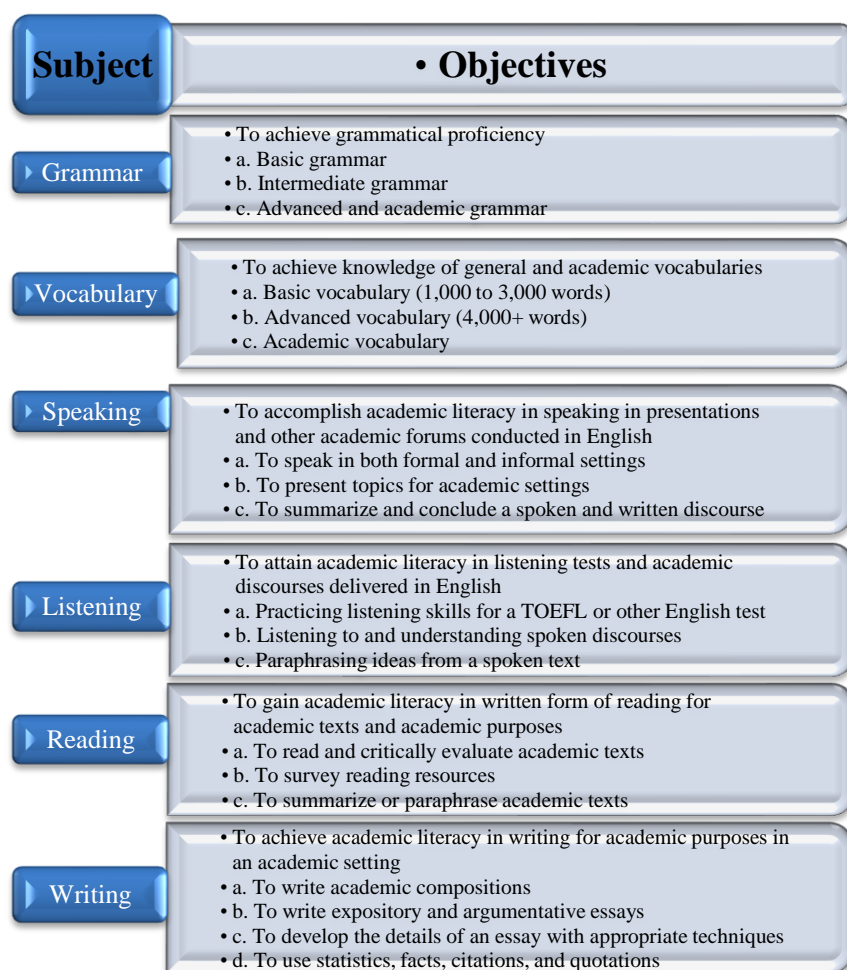 Subject
• Objectives
Grammar
• To achieve grammatical proficiency
• a. Basic grammar
• b. Intermediate grammar
• c. Advanced and academic grammar
Vocabulary
• To achieve knowledge of general and academic vocabularies
• a. Basic vocabulary (1,000 to 3,000 words)
• b. Advanced vocabulary (4,000+ words)
• c. Academic vocabulary
Speaking
• To accomplish academic literacy in speaking in presentations
and other academic forums conducted in English
• a. To speak in both formal and informal settings
• b. To present topics for academic settings
• c. To summarize and conclude a spoken and written discourse
Listening
• To attain academic literacy in listening tests and academic
discourses delivered in English
• a. Practicing listening skills for a TOEFL or other English test
• b. Listening to and understanding spoken discourses
• c. Paraphrasing ideas from a spoken text
Reading
• To gain academic literacy in written form of reading for
academic texts and academic purposes
• a. To read and critically evaluate academic texts
• b. To survey reading resources
• c. To summarize or paraphrase academic texts
Writing
• To achieve academic literacy in writing for academic purposes in
an academic setting
• a. To write academic compositions
• b. To write expository and argumentative essays
• c. To develop the details of an essay with appropriate techniques
• d. To use statistics, facts, citations, and quotations